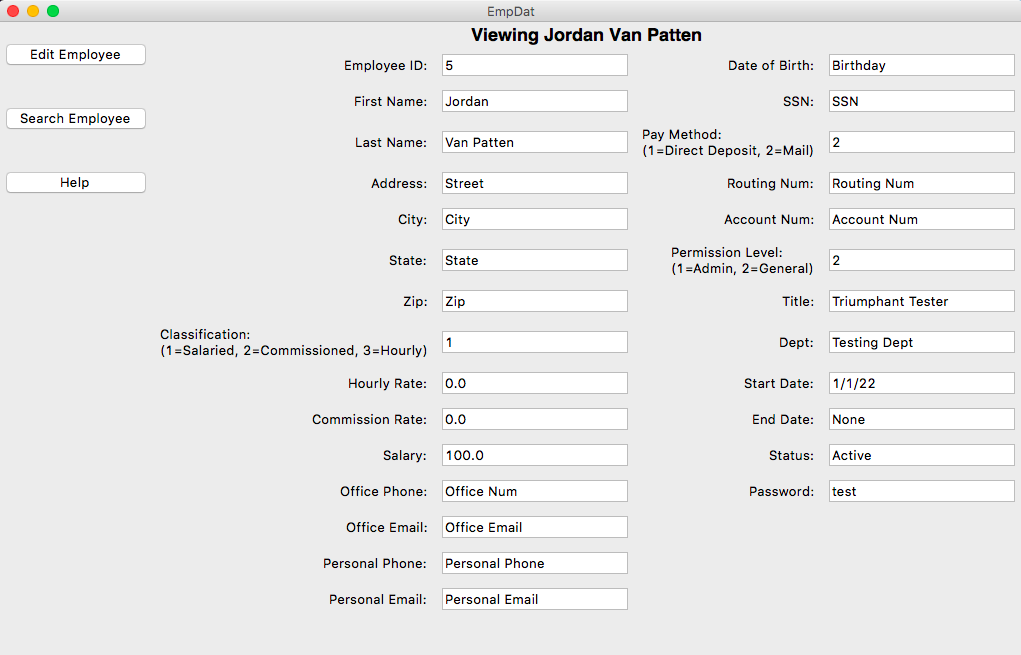 EmpDat
Viewing Jordan Van Patten
Edit Employee
Search Employee
Help
Employee ID: 5
First Name: Jordan
Last Name: Van Patten
Address: Street
City: City
State: State
Zip: Zip
Classification:
(1=Salaried, 2=Commissioned, 3=Hourly) 1
Hourly Rate: 0.0
Commission Rate: 0.0
Salary: 100.0
Office Phone: Office Num
Office Email: Office Email
Personal Phone: Personal Phone
Personal Email: Personal Email
Date of Birth: Birthday
SSN: SSN
Pay Method:
(1=Direct Deposit, 2=Mail) 2
Routing Num: Routing Num
Account Num: Account Num
Permission Level:
(1=Admin, 2=General) 2
Title: Triumphant Tester
Dept: Testing Dept
Start Date: 1/1/22
End Date: None
Status: Active
Password: test